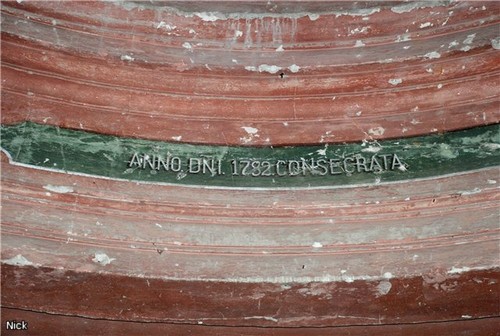 ANNO. DNI. 1782. CONSECRATA
Nick